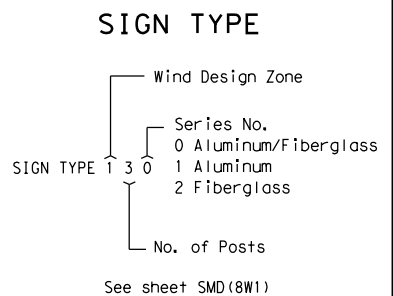 SIGN TYPE
Wind Design Zone
Series No.
0 Aluminum/Fiberglass
SIGN TYPE 1 3 0
1 Aluminum
2 Fiberglass
No. of Posts
See sheet SMD(8W1)